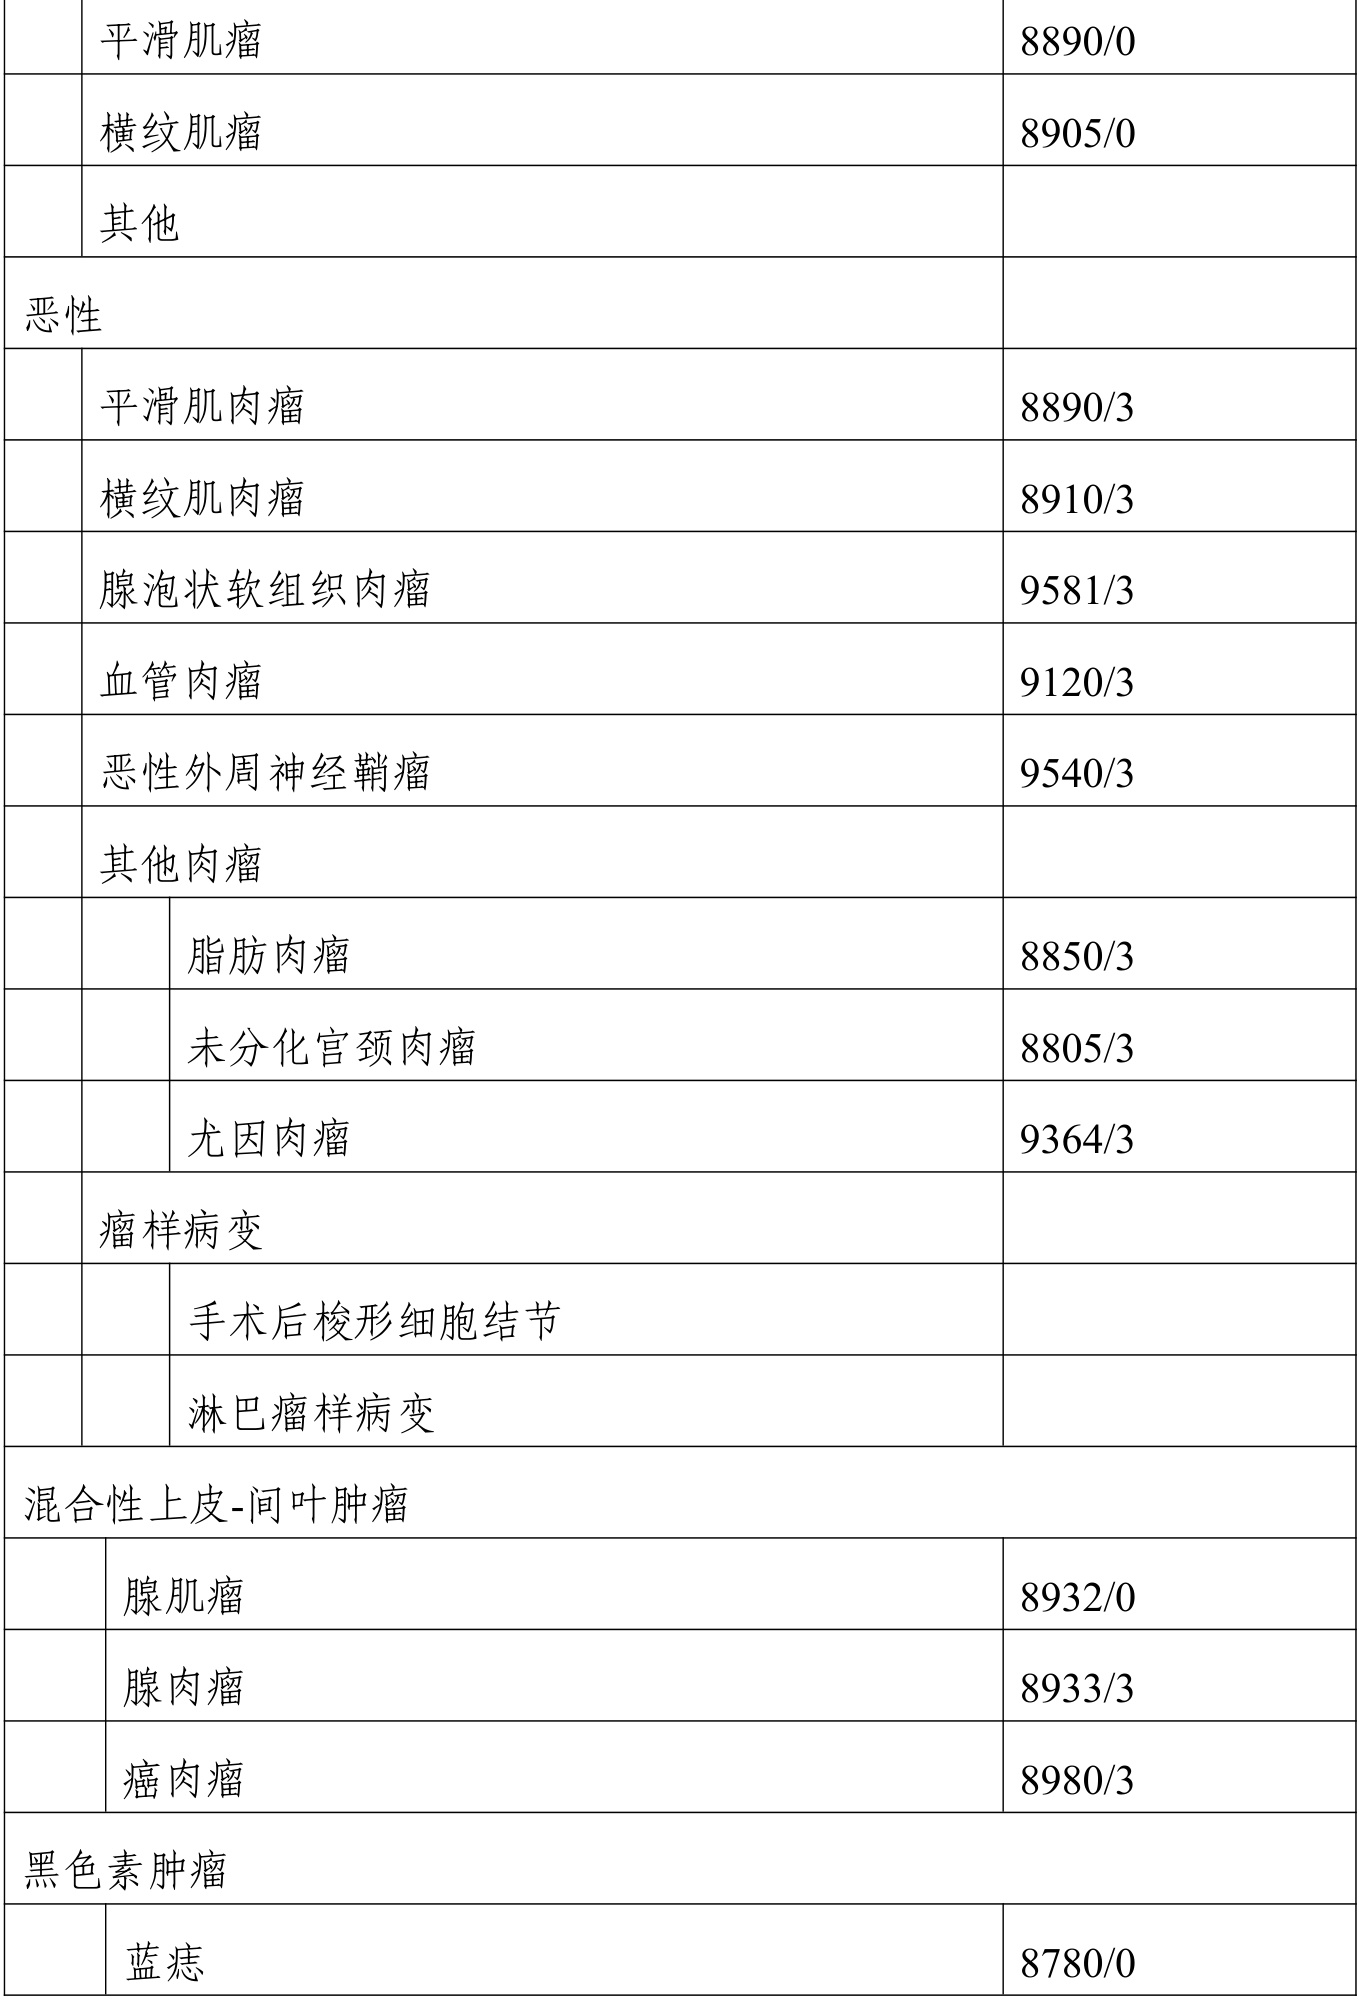 平滑肌瘤 8890/0
横纹肌瘤 8905/0
其他
恶性
平滑肌肉瘤 8890/3
横纹肌肉瘤 8910/3
腺泡状软组织肉瘤 9581/3
血管肉瘤 9120/3
恶性外周神经鞘瘤 9540/3
其他肉瘤
脂肪肉瘤 8850/3
未分化宫颈肉瘤 8805/3
尤因肉瘤 9364/3
瘤样病变
手术后梭形细胞结节
淋巴瘤样病变
混合性上皮-间叶肿瘤
腺肌瘤 8932/0
腺肉瘤 8933/3
癌肉瘤 8980/3
黑色素肿瘤
蓝痣 8780/0